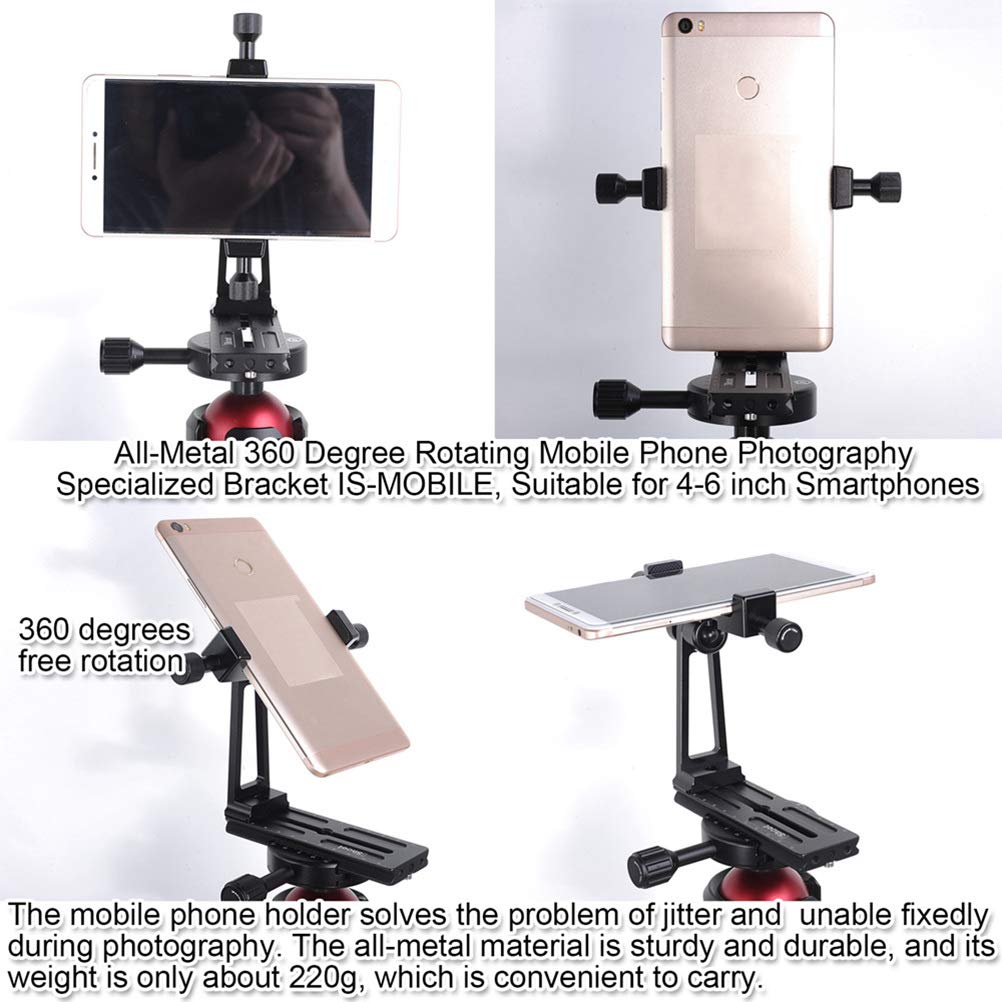 All-Metal 360 Degree Rotating Mobile Phone Photography
Specialized Bracket IS-MOBILE, Suitable for 4-6 inch Smartphones
360 degrees
free rotation
The mobile phone holder solves the problem of jitter and unable fixedly
during photography. The all-metal material is sturdy and durable, and its
weight is only about 220g, which is convenient to carry.